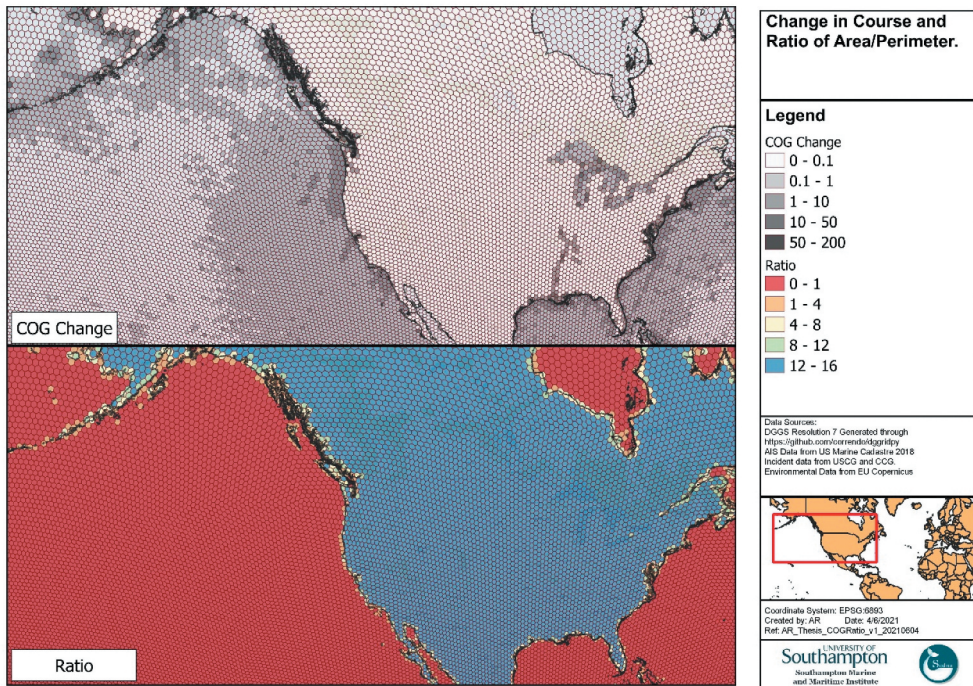 Change in Course and
Ratio of Area/Perimeter.
Legend
COG Change
0 - 0.1
0.1 - 1
1 - 10
10 - 50
50 - 200
Ratio
0 - 1
1 - 4
4 - 8
8 - 12
12 - 16
COG Change
Ratio
Data Sources:
DGGS Resolution 7 Generated through
https://github.com/correndo/dggridpy
AIS Data from US Marine Cadastre 2018
Incident data from USCG and CCG.
Environmental Data from EU Copernicus
Coordinate System: EPSG:6893
Created by: AR Date: 4/6/2021
Ref: AR_Thesis_COGRatio_v1_20210604
UNIVERSITY OF
Southampton
Southampton Marine
and Maritime Institute